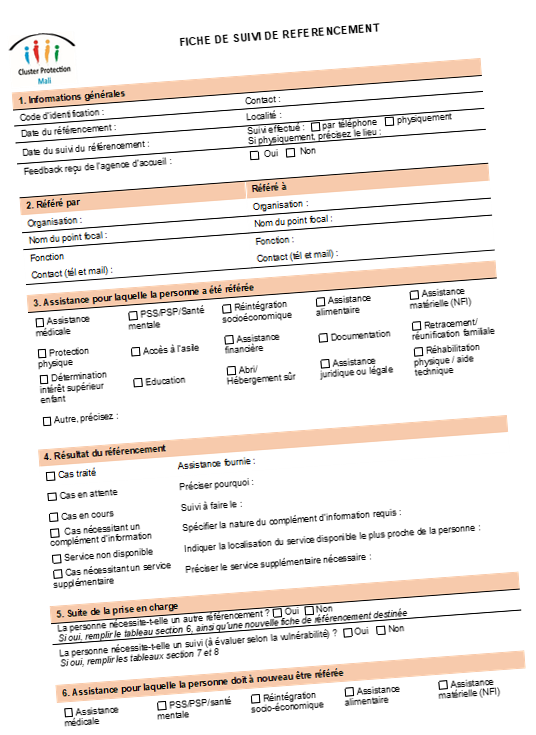 FICHE DE SUIVI DE REFERENCEMENT
Cluster Protection
Mali
1. Informations générales
Code d'identification :
Contact :
Date du référencement :
Localité :
Date du suivi du référencement :
Suivi effectué : par téléphone physiquement
Si physiquement, précisez le lieu :
Feedback reçu de l'agence d'accueil :
Oui Non
2. Référé par
Référé à
Organisation :
Organisation :
Nom du point focal :
Nom du point focal :
Fonction
Fonction :
Contact (tél et mail) :
Contact (tél et mail) :
3. Assistance pour laquelle la personne a été référée
Assistance médicale
PSS/PSP/Santé mentale
Réintégration socioéconomique
Assistance alimentaire
Assistance matérielle (NFI)
Protection physique
Accès à l'asile
Assistance financière
Documentation
Retracement/ réunification familiale
Détermination intérêt supérieur enfant
Education
Abri/ Hébergement sûr
Assistance juridique ou légale
Réhabilitation physique / aide technique
Autre, précisez :
4. Résultat du référencement
Cas traité
Assistance fournie :
Cas en attente
Préciser pourquoi :
Cas en cours
Suivi à faire le :
Cas nécessitant un complément d'information
Spécifier la nature du complément d'information requis :
Service non disponible
Indiquer la localisation du service disponible le plus proche de la personne :
Cas nécessitant un service supplémentaire
Préciser le service supplémentaire nécessaire :
5. Suite de la prise en charge
La personne nécessite-t-elle un autre référencement ? Oui Non
Si oui, remplir le tableau section 6, ainsi qu'une nouvelle fiche de référencement destinée
La personne nécessite-t-elle un suivi (à évaluer selon la vulnérabilité) ? Oui Non
Si oui, remplir les tableaux section 7 et 8
6. Assistance pour laquelle la personne doit à nouveau être référée
Assistance médicale
PSS/PSP/santé mentale
Réintégration socio-économique
Assistance alimentaire
Assistance matérielle (NFI)